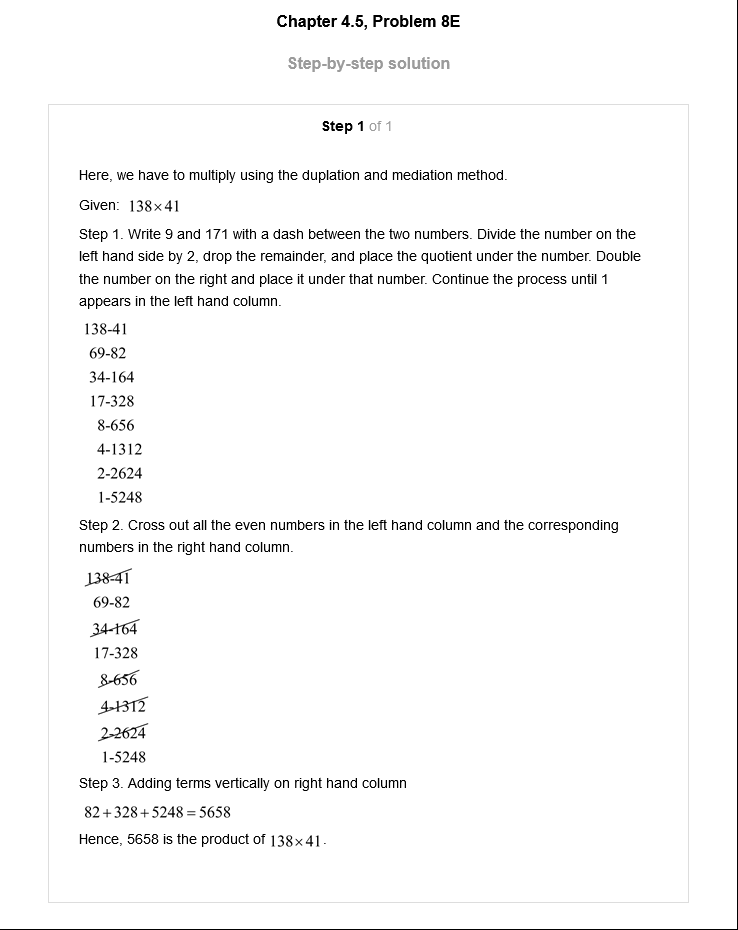 Chapter 4.5, Problem 8E
Step-by-step solution
Step 1 of 1
Here, we have to multiply using the duplation and mediation method.
Given: 138×41
Step 1. Write 9 and 171 with a dash between the two numbers. Divide the number on the
left hand side by 2, drop the remainder, and place the quotient under the number. Double
the number on the right and place it under that number. Continue the process until 1
appears in the left hand column.
138-41
69-82
34-164
17-328
8-656
4-1312
2-2624
1-5248
Step 2. Cross out all the even numbers in the left hand column and the corresponding
numbers in the right hand column.
138-41
69-82
34-164
17-328
8-656
4-1312
2-2624
1-5248
Step 3. Adding terms vertically on right hand column
82+328+5248=5658
Hence, 5658 is the product of 138×41.